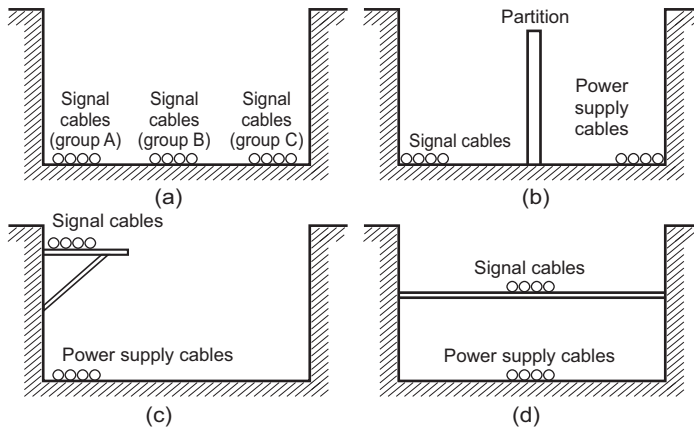 Signal
cables
(group A)
Signal
cables
(group B)
Signal
cables
(group C)
(a)
Partition
Signal cables
Power
supply
cables
(b)
Signal cables
Power supply cables
(c)
Signal cables
Power supply cables
(d)